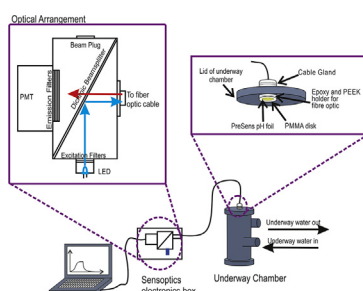 Optical Arrangement
Beam Plug
PMT
Emission Filters
Dichroic Beamsplitter
To fiber
optic cable
Excitation Filters
LED
Lid of underway
chamber
Cable Gland
Epoxy and PEEK
holder for
fibre optic
PreSens pH foil
PMMA disk
Underway water out
Underway water in
Sensoptics
electronics box
Underway Chamber